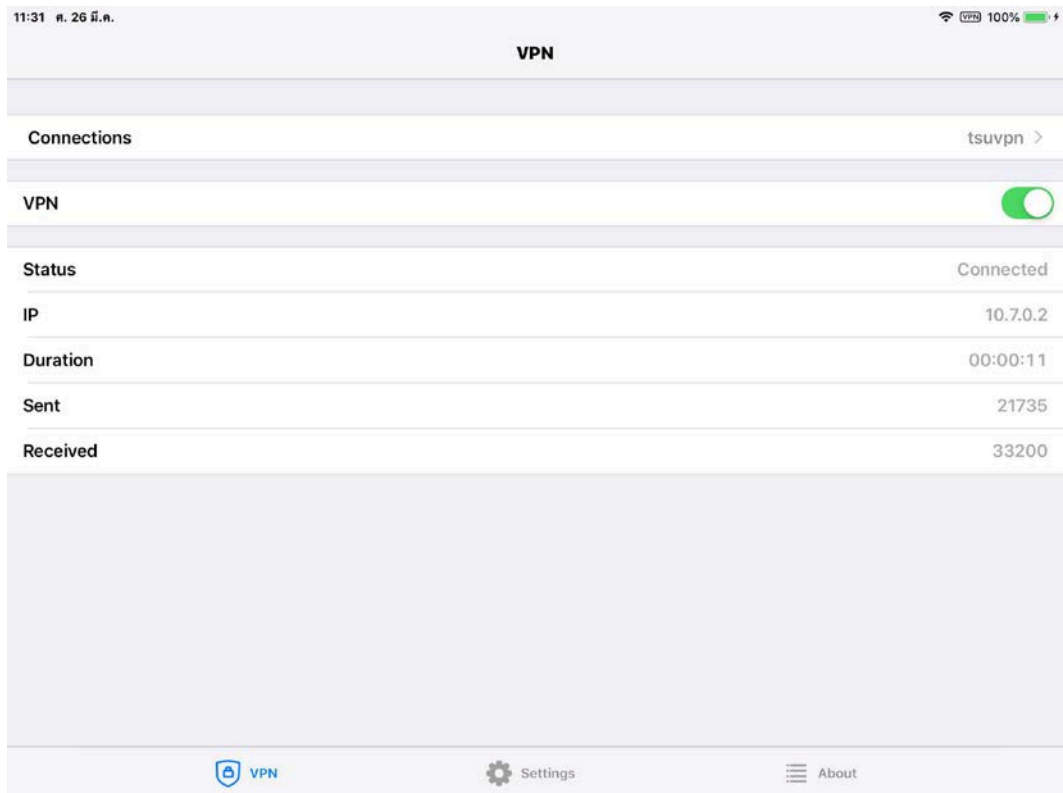 11:31 ศ. 26 มี.ค. VPN 100%
VPN
Connections tsuvpn
VPN
Status Connected
IP 10.7.0.2
Duration 00:00:11
Sent 21735
Received 33200
VPN Settings About